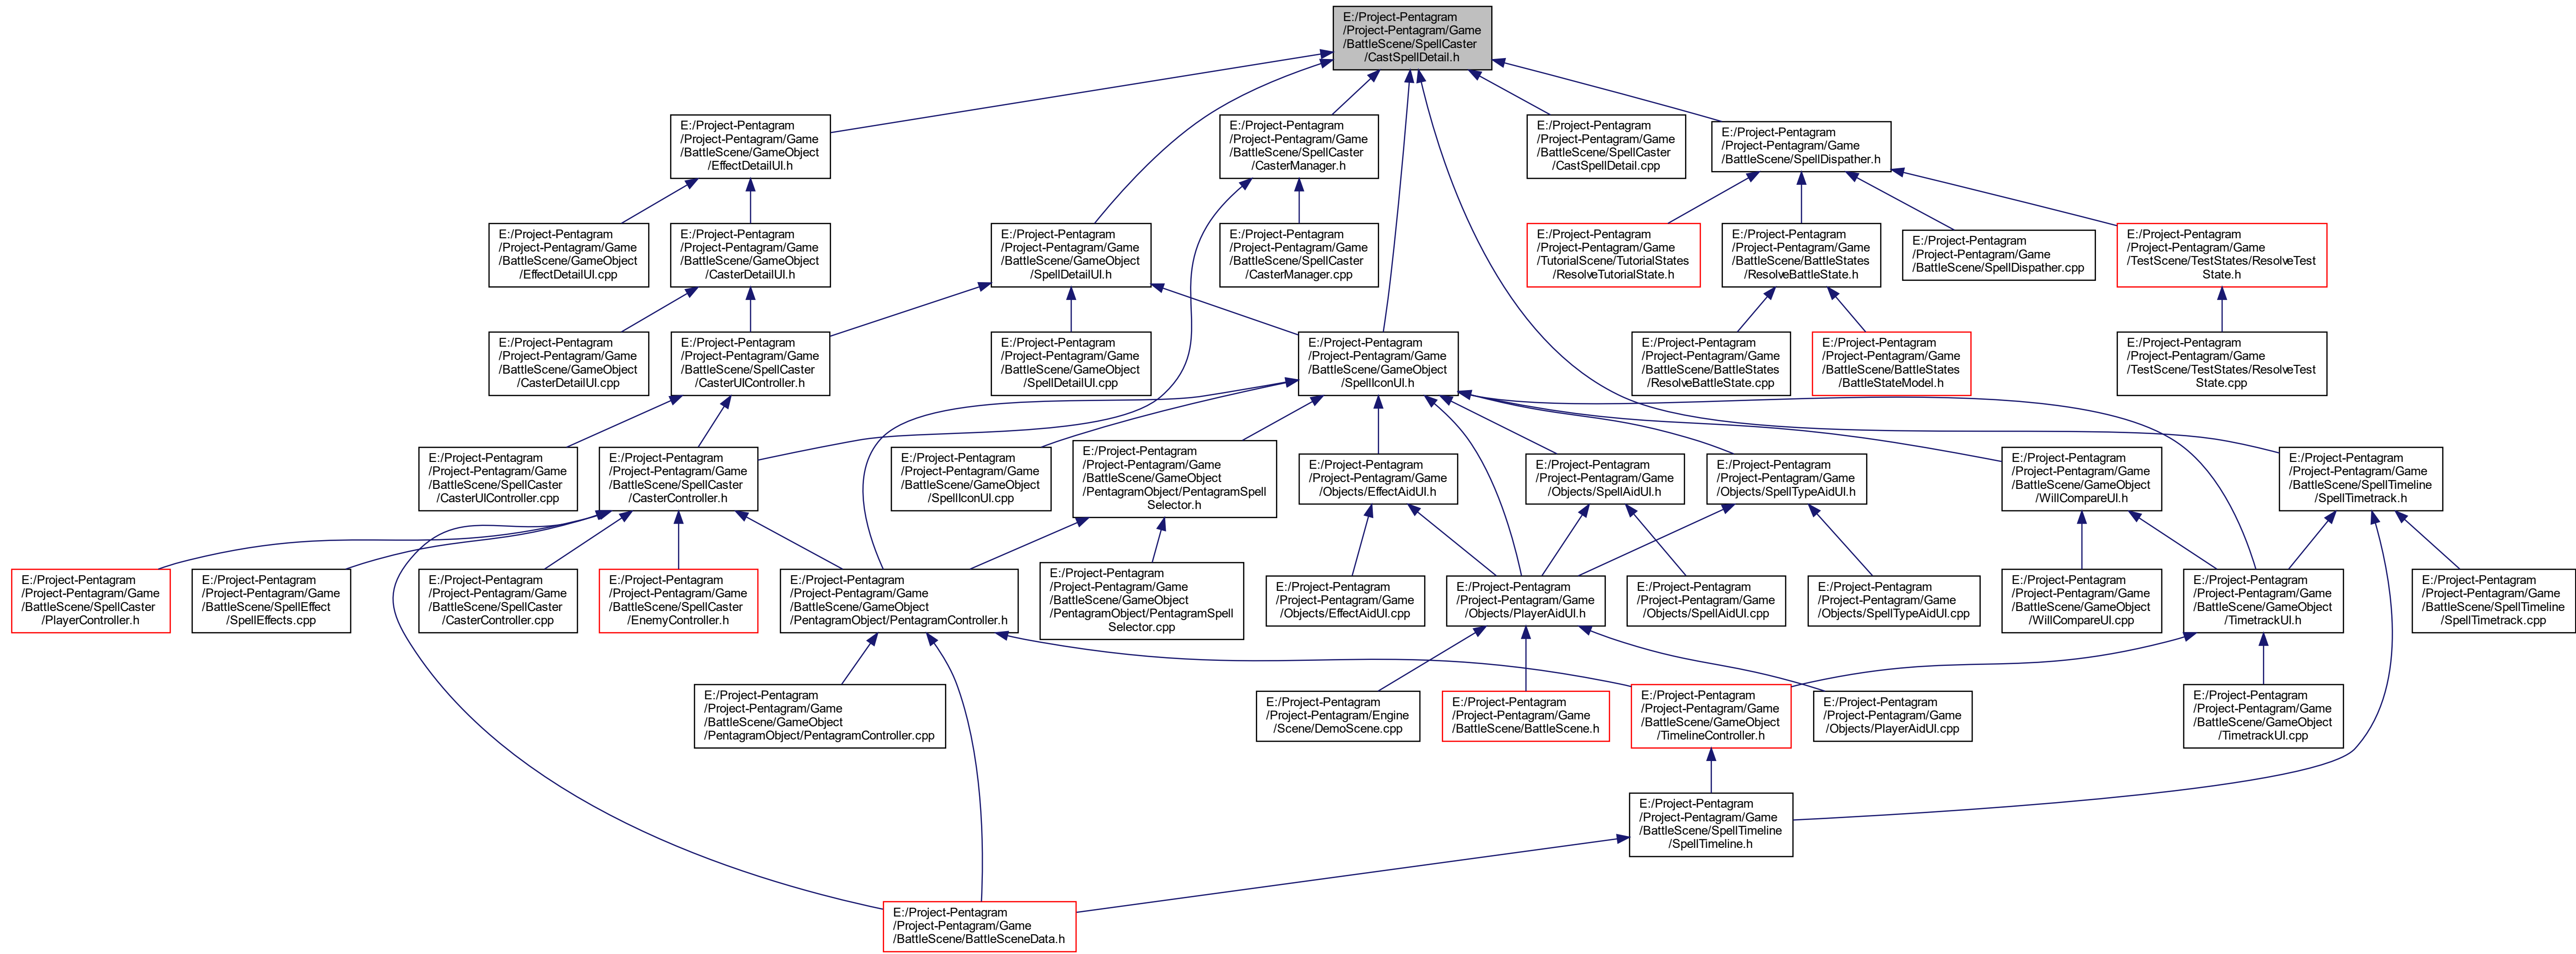 E:/Project-Pentagram
/Project-Pentagram/Game
/BattleScene/SpellCaster
/CastSpellDetail.h
E:/Project-Pentagram
/Project-Pentagram/Game
/BattleScene/GameObject
/EffectDetailUI.h
E:/Project-Pentagram
/Project-Pentagram/Game
/BattleScene/SpellCaster
/CasterManager.h
E:/Project-Pentagram
/Project-Pentagram/Game
/BattleScene/SpellCaster
/CastSpellDetail.cpp
E:/Project-Pentagram
/Project-Pentagram/Game
/BattleScene/SpellDispather.h
E:/Project-Pentagram
/Project-Pentagram/Game
/BattleScene/GameObject
/EffectDetailUI.cpp
E:/Project-Pentagram
/Project-Pentagram/Game
/BattleScene/GameObject
/CasterDetailUI.h
E:/Project-Pentagram
/Project-Pentagram/Game
/BattleScene/GameObject
/SpellDetailUI.h
E:/Project-Pentagram
/Project-Pentagram/Game
/BattleScene/SpellCaster
/CasterManager.cpp
E:/Project-Pentagram
/Project-Pentagram/Game
/TutorialScene/TutorialStates
/ResolveTutorialState.h
E:/Project-Pentagram
/Project-Pentagram/Game
/BattleScene/BattleStates
/ResolveBattleState.h
E:/Project-Pentagram
/Project-Pentagram/Game
/BattleScene/SpellDispather.cpp
E:/Project-Pentagram
/Project-Pentagram/Game
/TestScene/TestStates/ResolveTest
State.h
E:/Project-Pentagram
/Project-Pentagram/Game
/BattleScene/GameObject
/CasterDetailUI.cpp
E:/Project-Pentagram
/Project-Pentagram/Game
/BattleScene/SpellCaster
/CasterUIController.h
E:/Project-Pentagram
/Project-Pentagram/Game
/BattleScene/GameObject
/SpellDetailUI.cpp
E:/Project-Pentagram
/Project-Pentagram/Game
/BattleScene/GameObject
/SpellIconUI.h
E:/Project-Pentagram
/Project-Pentagram/Game
/BattleScene/BattleStates
/ResolveBattleState.cpp
E:/Project-Pentagram
/Project-Pentagram/Game
/BattleScene/BattleStates
/BattleStateModel.h
E:/Project-Pentagram
/Project-Pentagram/Game
/TestScene/TestStates/ResolveTest
State.cpp
E:/Project-Pentagram
/Project-Pentagram/Game
/BattleScene/SpellCaster
/CasterUIController.cpp
E:/Project-Pentagram
/Project-Pentagram/Game
/BattleScene/SpellCaster
/CasterController.h
E:/Project-Pentagram
/Project-Pentagram/Game
/BattleScene/GameObject
/SpellIconUI.cpp
E:/Project-Pentagram
/Project-Pentagram/Game
/BattleScene/GameObject
/PentagramObject/PentagramSpell
Selector.h
E:/Project-Pentagram
/Project-Pentagram/Game
/Objects/EffectAidUI.h
E:/Project-Pentagram
/Project-Pentagram/Game
/Objects/SpellAidUI.h
E:/Project-Pentagram
/Project-Pentagram/Game
/Objects/SpellTypeAidUI.h
E:/Project-Pentagram
/Project-Pentagram/Game
/BattleScene/GameObject
/WillCompareUI.h
E:/Project-Pentagram
/Project-Pentagram/Game
/BattleScene/SpellTimeline
/SpellTimetrack.h
E:/Project-Pentagram
/Project-Pentagram/Game
/BattleScene/SpellCaster
/PlayerController.h
E:/Project-Pentagram
/Project-Pentagram/Game
/BattleScene/SpellEffect
/SpellEffects.cpp
E:/Project-Pentagram
/Project-Pentagram/Game
/BattleScene/SpellCaster
/CasterController.cpp
E:/Project-Pentagram
/Project-Pentagram/Game
/BattleScene/SpellCaster
/EnemyController.h
E:/Project-Pentagram
/Project-Pentagram/Game
/BattleScene/GameObject
/PentagramObject/PentagramController.h
E:/Project-Pentagram
/Project-Pentagram/Game
/BattleScene/GameObject
/PentagramObject/PentagramSpell
Selector.cpp
E:/Project-Pentagram
/Project-Pentagram/Game
/Objects/EffectAidUI.cpp
E:/Project-Pentagram
/Project-Pentagram/Game
/Objects/PlayerAidUI.h
E:/Project-Pentagram
/Project-Pentagram/Game
/Objects/SpellAidUI.cpp
E:/Project-Pentagram
/Project-Pentagram/Game
/Objects/SpellTypeAidUI.cpp
E:/Project-Pentagram
/Project-Pentagram/Game
/BattleScene/GameObject
/WillCompareUI.cpp
E:/Project-Pentagram
/Project-Pentagram/Game
/BattleScene/GameObject
/TimetrackUI.h
E:/Project-Pentagram
/Project-Pentagram/Game
/BattleScene/SpellTimeline
/SpellTimetrack.cpp
E:/Project-Pentagram
/Project-Pentagram/Game
/BattleScene/GameObject
/PentagramObject/PentagramController.cpp
E:/Project-Pentagram
/Project-Pentagram/Engine
/Scene/DemoScene.cpp
E:/Project-Pentagram
/Project-Pentagram/Game
/BattleScene/BattleScene.h
E:/Project-Pentagram
/Project-Pentagram/Game
/BattleScene/GameObject
/TimelineController.h
E:/Project-Pentagram
/Project-Pentagram/Game
/Objects/PlayerAidUI.cpp
E:/Project-Pentagram
/Project-Pentagram/Game
/BattleScene/GameObject
/TimetrackUI.cpp
E:/Project-Pentagram
/Project-Pentagram/Game
/BattleScene/SpellTimeline
/SpellTimeline.h
E:/Project-Pentagram
/Project-Pentagram/Game
/BattleScene/BattleSceneData.h